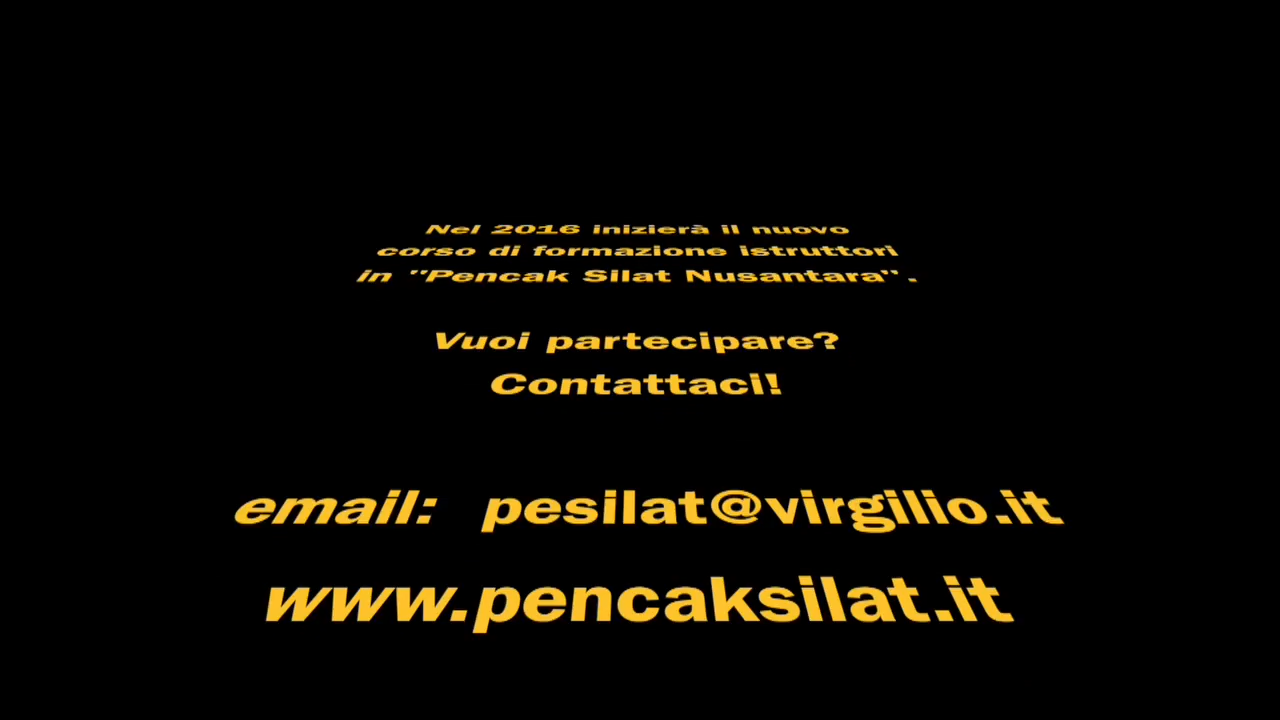 Nel 2016 inizierà il nuovo
corso di formazione istruttori
in "Pencak Silat Nusantara".
Vuoi partecipare?
Contattaci!
email: pesilat@virgilio.it
www.pencaksilat.it